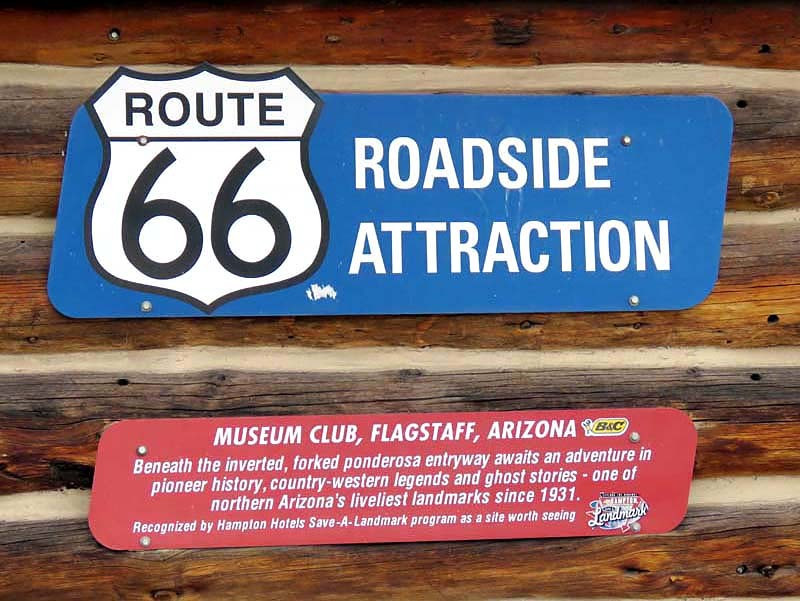 ROUTE
66
ROADSIDE
ATTRACTION
MUSEUM CLUB, FLAGSTAFF, ARIZONA B&C
Beneath the inverted, forked ponderosa entryway awaits an adventure in
pioneer history, country-western legends and ghost stories - one of
northern Arizona's liveliest landmarks since 1931.
Recognized by Hampton Hotels Save-A-Landmark program as a site worth seeing
HAMPTON
Landmark